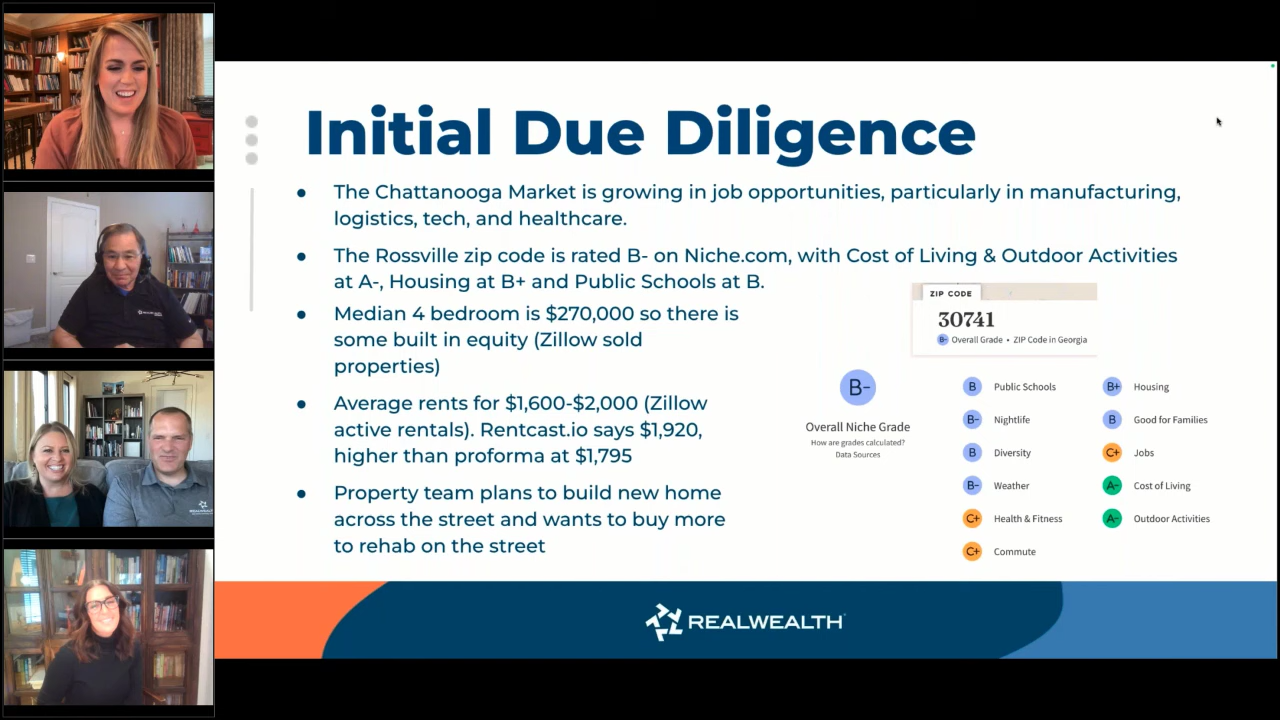 Initial Due Diligence
● The Chattanooga Market is growing in job opportunities, particularly in manufacturing,
logistics, tech, and healthcare.
● The Rossville zip code is rated B- on Niche.com, with Cost of Living & Outdoor Activities
at A-, Housing at B+ and Public Schools at B.
● Median 4 bedroom is $270,000 so there is
some built in equity (Zillow sold
properties)
● Average rents for $1,600-$2,000 (Zillow
active rentals). Rentcast.io says $1,920,
higher than proforma at $1,795
● Property team plans to build new home
across the street and wants to buy more
to rehab on the street
ZIP CODE
30741
B- Overall Grade • ZIP Code in Georgia
B-
Overall Niche Grade
How are grades calculated?
Data Sources
B Public Schools
B- Nightlife
B Diversity
B- Weather
C+ Health & Fitness
C+ Commute
B+ Housing
B Good for Families
C+ Jobs
A- Cost of Living
A- Outdoor Activities
REALWEALTH
REALWEALTH